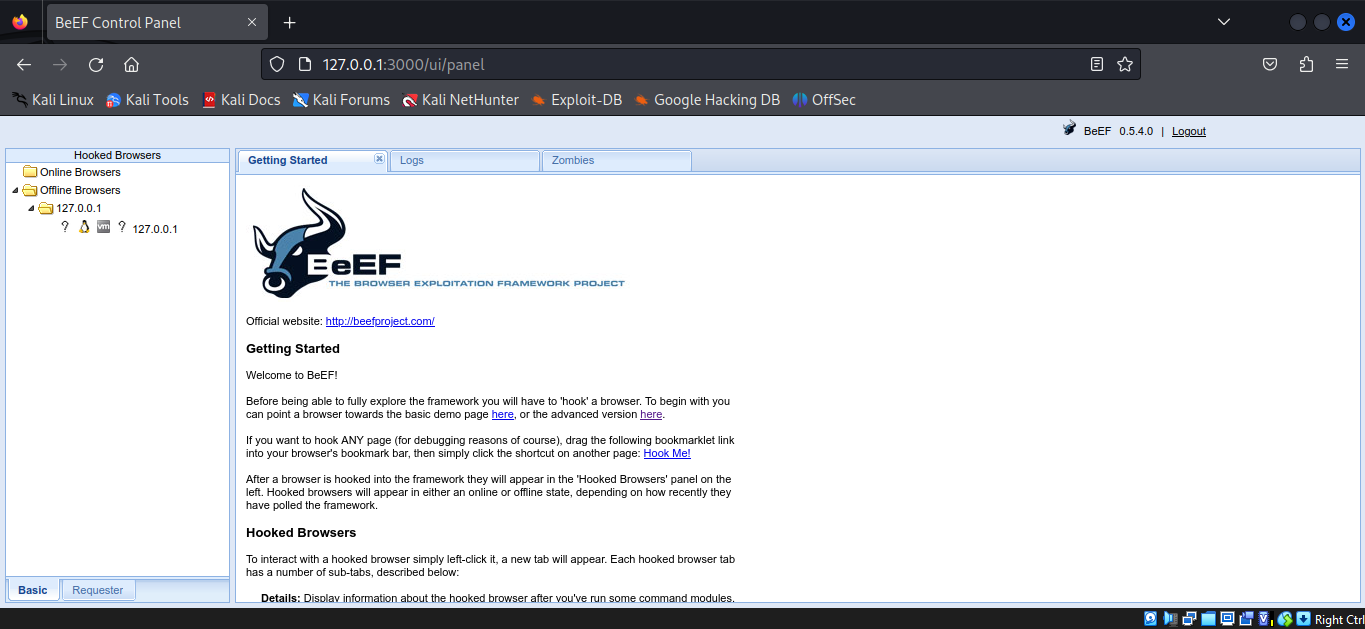 BeEF Control Panel
127.0.0.1:3000/ui/panel
Kali Linux Kali Tools Kali Docs Kali Forums Kali NetHunter Exploit-DB Google Hacking DB OffSec
BeEF 0.5.4.0 | Logout
Hooked Browsers
Online Browsers
Offline Browsers
127.0.0.1
? vm ? 127.0.0.1
Basic Requester
Getting Started Logs Zombies
BeEF
THE BROWSER EXPLOITATION FRAMEWORK PROJECT
Official website: http://beefproject.com/
Getting Started
Welcome to BeEF!
Before being able to fully explore the framework you will have to 'hook' a browser. To begin with you
can point a browser towards the basic demo page here, or the advanced version here.
If you want to hook ANY page (for debugging reasons of course), drag the following bookmarklet link
into your browser's bookmark bar, then simply click the shortcut on another page: Hook Me!
After a browser is hooked into the framework they will appear in the 'Hooked Browsers' panel on the
left. Hooked browsers will appear in either an online or offline state, depending on how recently they
have polled the framework.
Hooked Browsers
To interact with a hooked browser simply left-click it, a new tab will appear. Each hooked browser tab
has a number of sub-tabs, described below:
Details: Display information about the hooked browser after you've run some command modules.
Right Ctrl